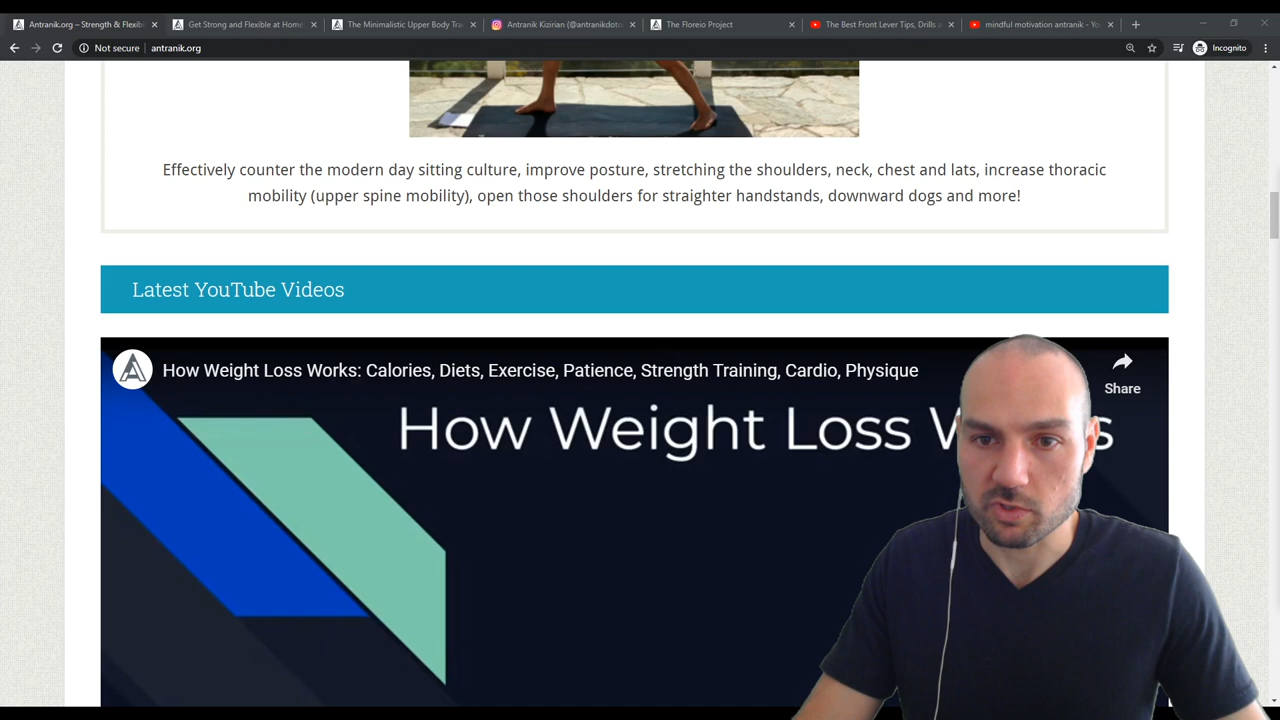 Antranik.org – Strength & Flexibi
Get Strong and Flexible at Home
The Minimalistic Upper Body Tra
Antranik Kizirian (@antranikdoto
The Floreio Project
The Best Front Lever Tips, Drills a
mindful motivation antranik - Yo
Not secure
antranik.org
Incognito
Effectively counter the modern day sitting culture, improve posture, stretching the shoulders, neck, chest and lats, increase thoracic
mobility (upper spine mobility), open those shoulders for straighter handstands, downward dogs and more!
Latest YouTube Videos
How Weight Loss Works: Calories, Diets, Exercise, Patience, Strength Training, Cardio, Physique
Share
How Weight Loss W s